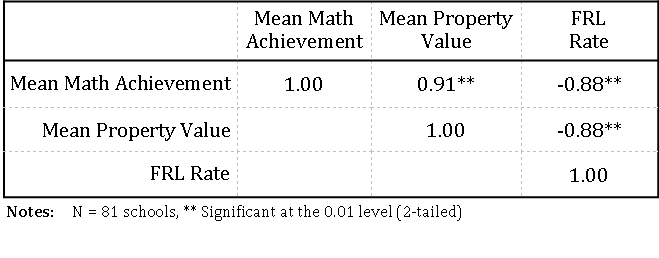 Mean Math Mean Property FRL
Achievement Value Rate
Mean Math Achievement 1.00 0.91** -0.88**
Mean Property Value 1.00 -0.88**
FRL Rate 1.00
Notes: N = 81 schools, ** Significant at the 0.01 level (2-tailed)